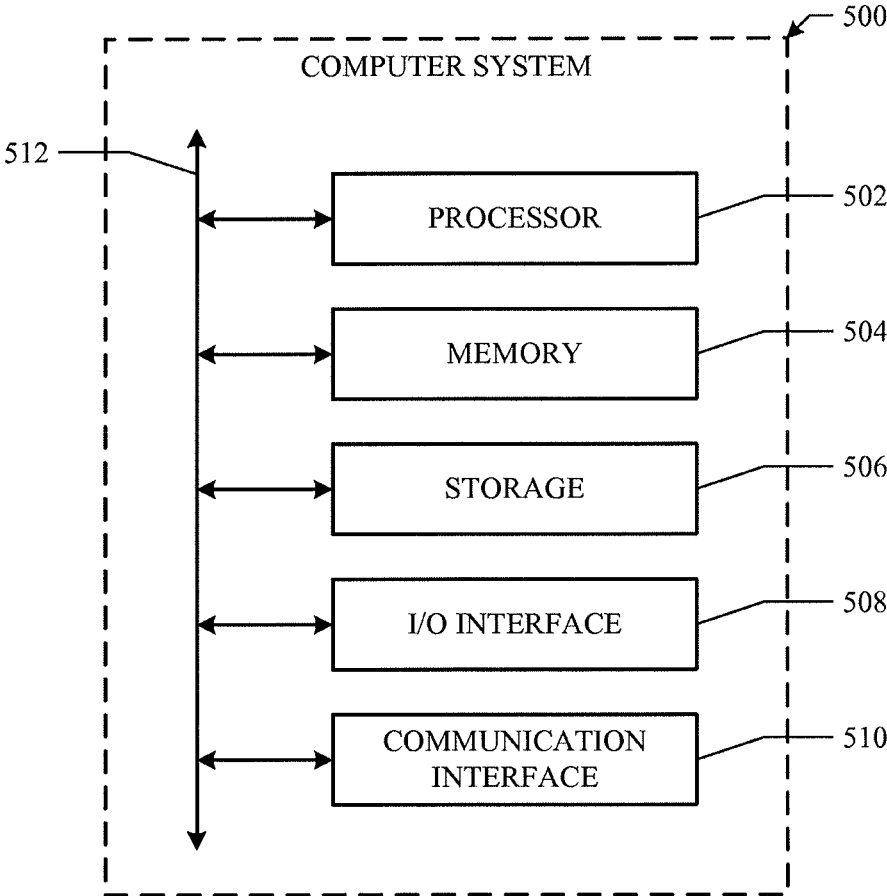 500
COMPUTER SYSTEM
512
PROCESSOR
502
MEMORY
504
STORAGE
506
I/O INTERFACE
508
COMMUNICATION
INTERFACE
510